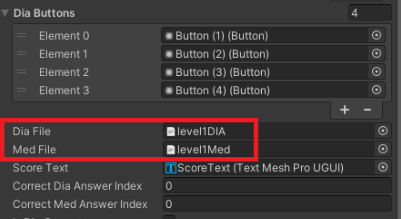 Dia Buttons 4
Element 0 Button (1) (Button)
Element 1 Button (2) (Button)
Element 2 Button (3) (Button)
Element 3 Button (4) (Button)
+ −
Dia File level1DIA
Med File level1Med
Score Text ScoreText (Text Mesh Pro UGUI)
Correct Dia Answer Index 0
Correct Med Answer Index 0